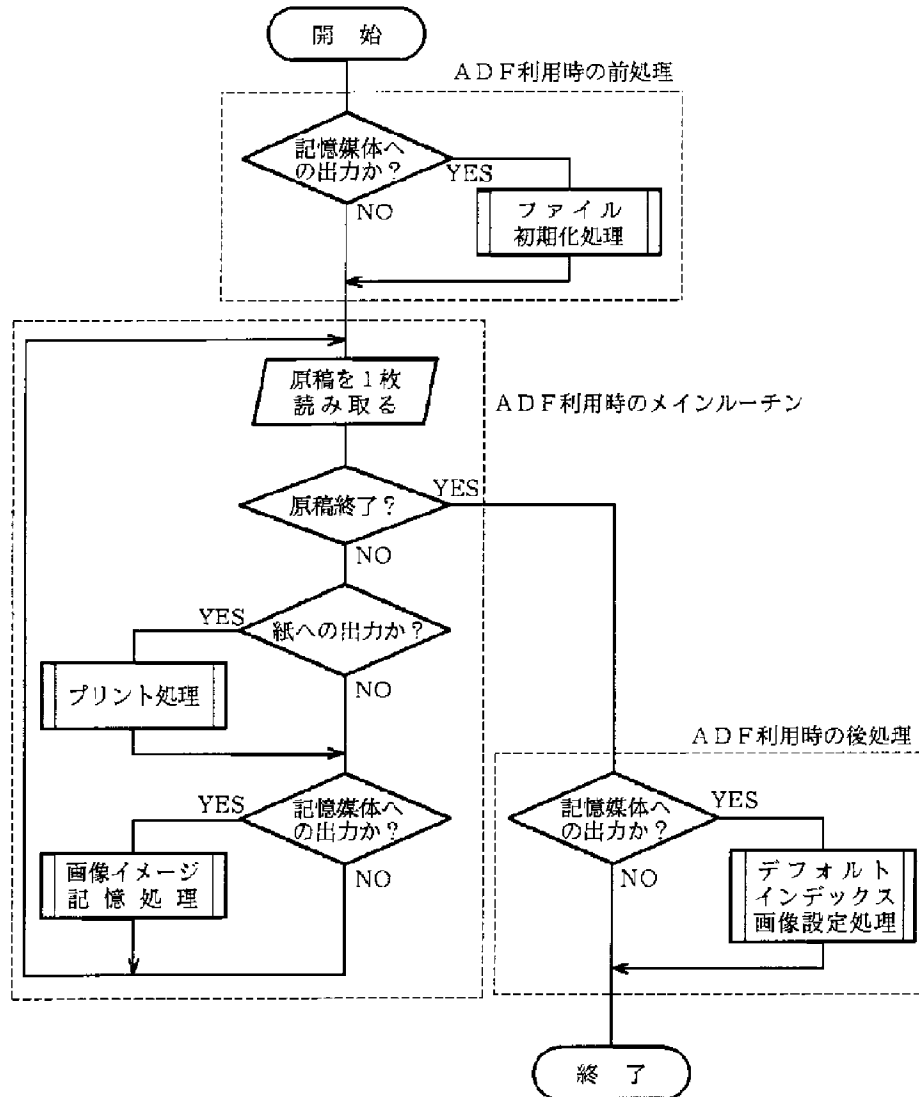 開 始
ADF利用時の前処理
記憶媒体へ
の出力か?
YES
NO
ファイル
初期化処理
原稿を1枚
読み取る
ADF利用時のメインルーチン
原稿終了?
YES
NO
紙への出力か?
YES
NO
プリント処理
記憶媒体へ
の出力か?
YES
NO
画像イメージ
記憶処理
ADF利用時の後処理
記憶媒体へ
の出力か?
YES
NO
デフォルト
インデックス
画像設定処理
終 了